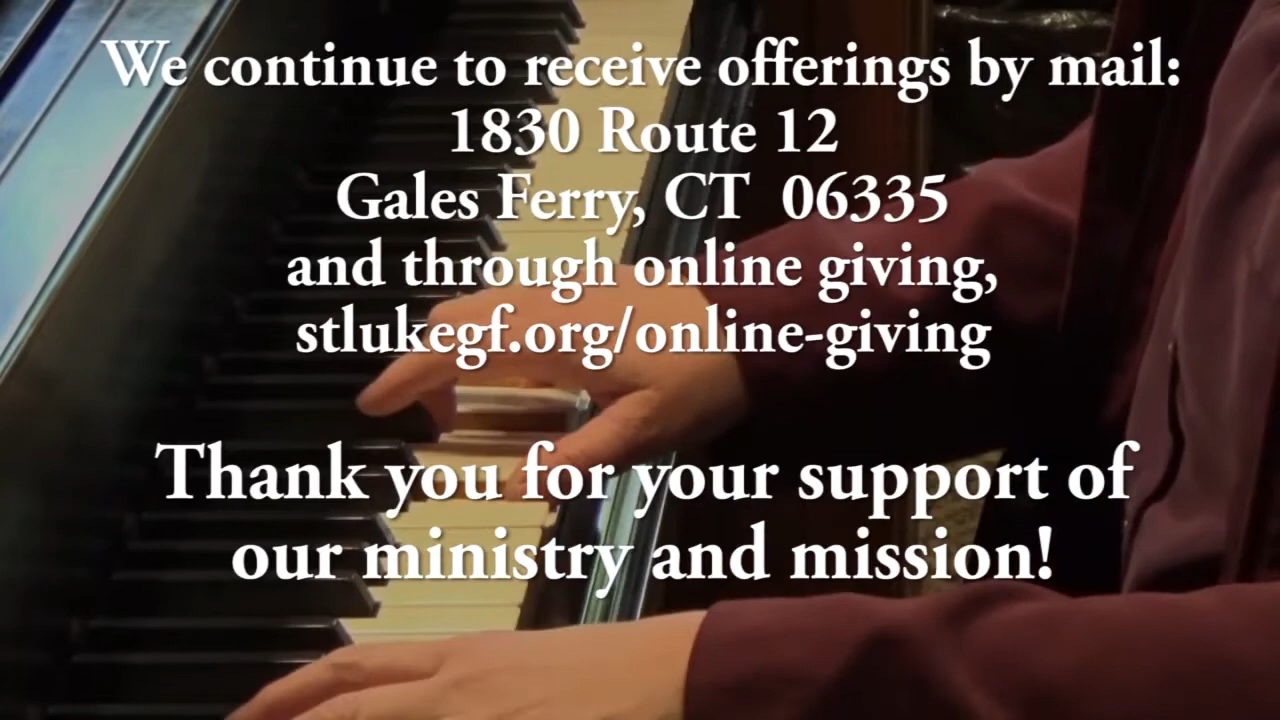 We continue to receive offerings by mail:
1830 Route 12
Gales Ferry, CT  06335
and through online giving,
stlukegf.org/online-giving
Thank you for your support of
our ministry and mission!